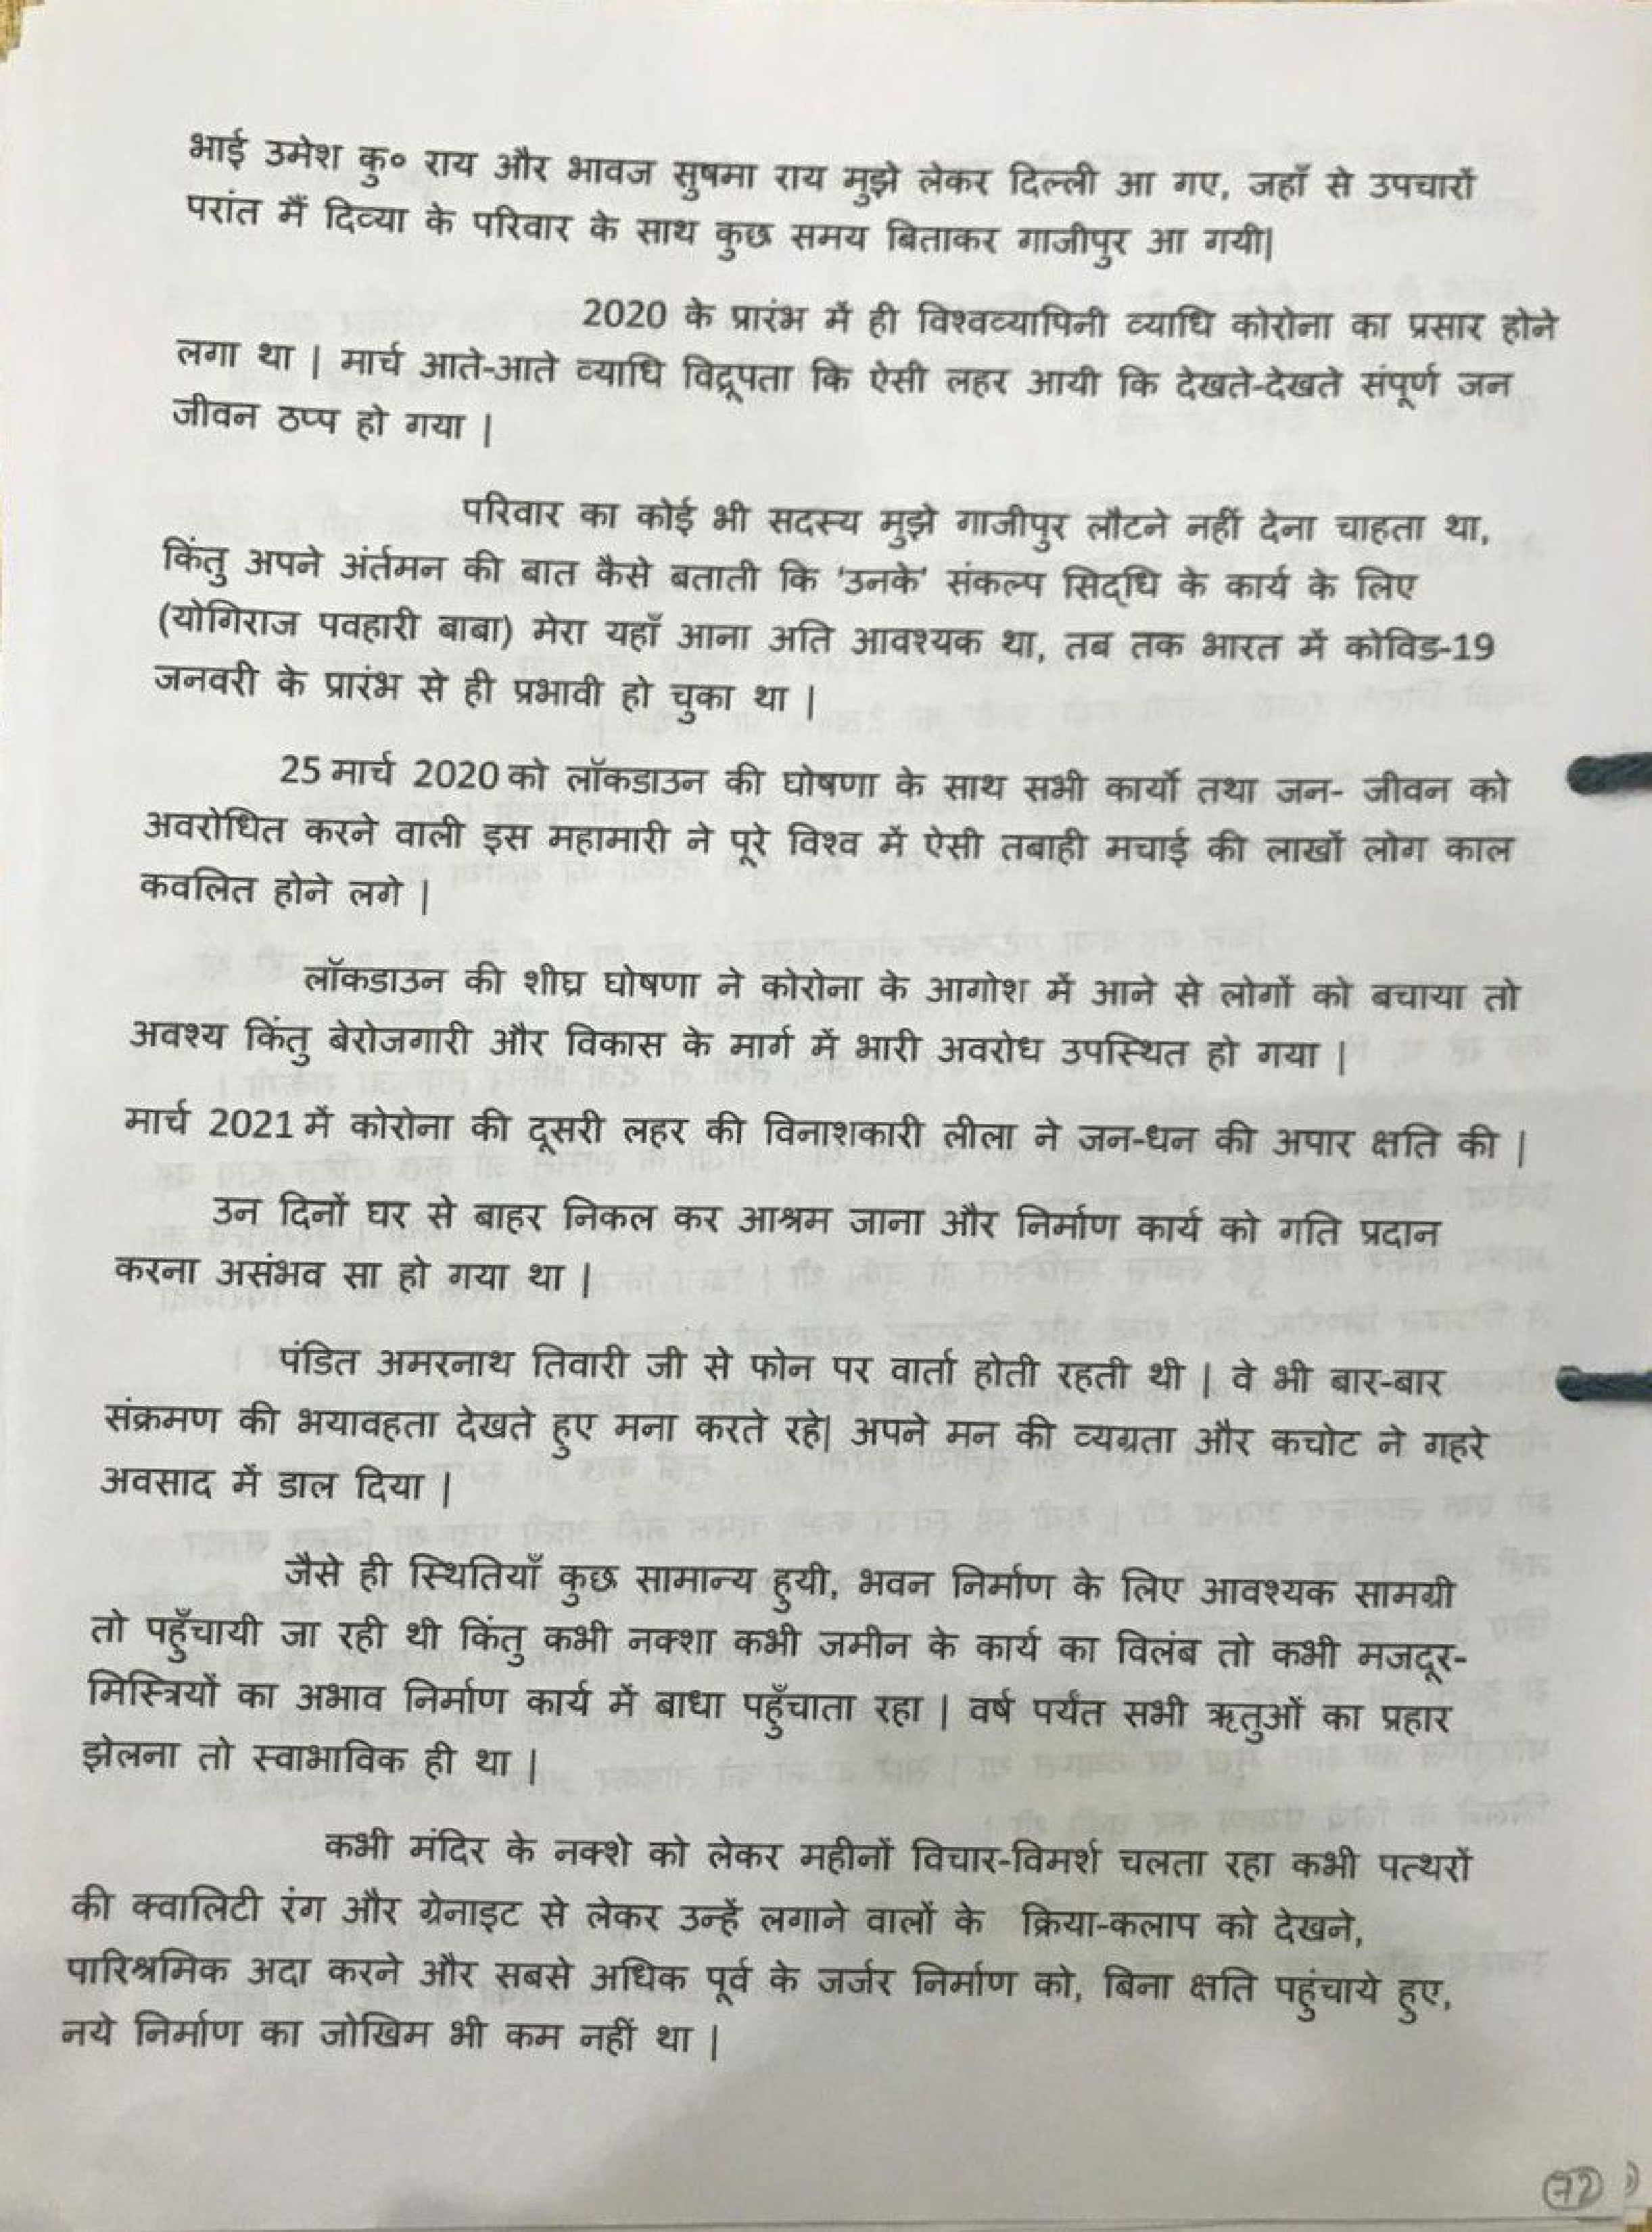 भाई उमेश कु० राय और भावज सुषमा राय मुझे लेकर दिल्ली आ गए, जहाँ से उपचारों
परांत मैं दिव्या के परिवार के साथ कुछ समय बिताकर गाजीपुर आ गयी|
2020 के प्रारंभ में ही विश्वव्यापिनी व्याधि कोरोना का प्रसार होने
लगा था | मार्च आते-आते व्याधि विद्रूपता कि ऐसी लहर आयी कि देखते-देखते संपूर्ण जन
जीवन ठप्प हो गया |
परिवार का कोई भी सदस्य मुझे गाजीपुर लौटने नहीं देना चाहता था,
किंतु अपने अंर्तमन की बात कैसे बताती कि 'उनके' संकल्प सिद्धि के कार्य के लिए
(योगिराज पवहारी बाबा) मेरा यहाँ आना अति आवश्यक था, तब तक भारत में कोविड-19
जनवरी के प्रारंभ से ही प्रभावी हो चुका था |
25 मार्च 2020 को लॉकडाउन की घोषणा के साथ सभी कार्यो तथा जन- जीवन को
अवरोधित करने वाली इस महामारी ने पूरे विश्व में ऐसी तबाही मचाई की लाखों लोग काल
कवलित होने लगे |
लॉकडाउन की शीघ्र घोषणा ने कोरोना के आगोश में आने से लोगों को बचाया तो
अवश्य किंतु बेरोजगारी और विकास के मार्ग में भारी अवरोध उपस्थित हो गया |
मार्च 2021 में कोरोना की दूसरी लहर की विनाशकारी लीला ने जन-धन की अपार क्षति की |
उन दिनों घर से बाहर निकल कर आश्रम जाना और निर्माण कार्य को गति प्रदान
करना असंभव सा हो गया था |
पंडित अमरनाथ तिवारी जी से फोन पर वार्ता होती रहती थी | वे भी बार-बार
संक्रमण की भयावहता देखते हुए मना करते रहे| अपने मन की व्यग्रता और कचोट ने गहरे
अवसाद में डाल दिया |
जैसे ही स्थितियाँ कुछ सामान्य हुयी, भवन निर्माण के लिए आवश्यक सामग्री
तो पहुँचायी जा रही थी किंतु कभी नक्शा कभी जमीन के कार्य का विलंब तो कभी मजदूर-
मिस्त्रियों का अभाव निर्माण कार्य में बाधा पहुँचाता रहा | वर्ष पर्यंत सभी ऋतुओं का प्रहार
झेलना तो स्वाभाविक ही था |
कभी मंदिर के नक्शे को लेकर महीनों विचार-विमर्श चलता रहा कभी पत्थरों
की क्वालिटी रंग और ग्रेनाइट से लेकर उन्हें लगाने वालों के क्रिया-कलाप को देखने,
पारिश्रमिक अदा करने और सबसे अधिक पूर्व के जर्जर निर्माण को, बिना क्षति पहुंचाये हुए,
नये निर्माण का जोखिम भी कम नहीं था |
72